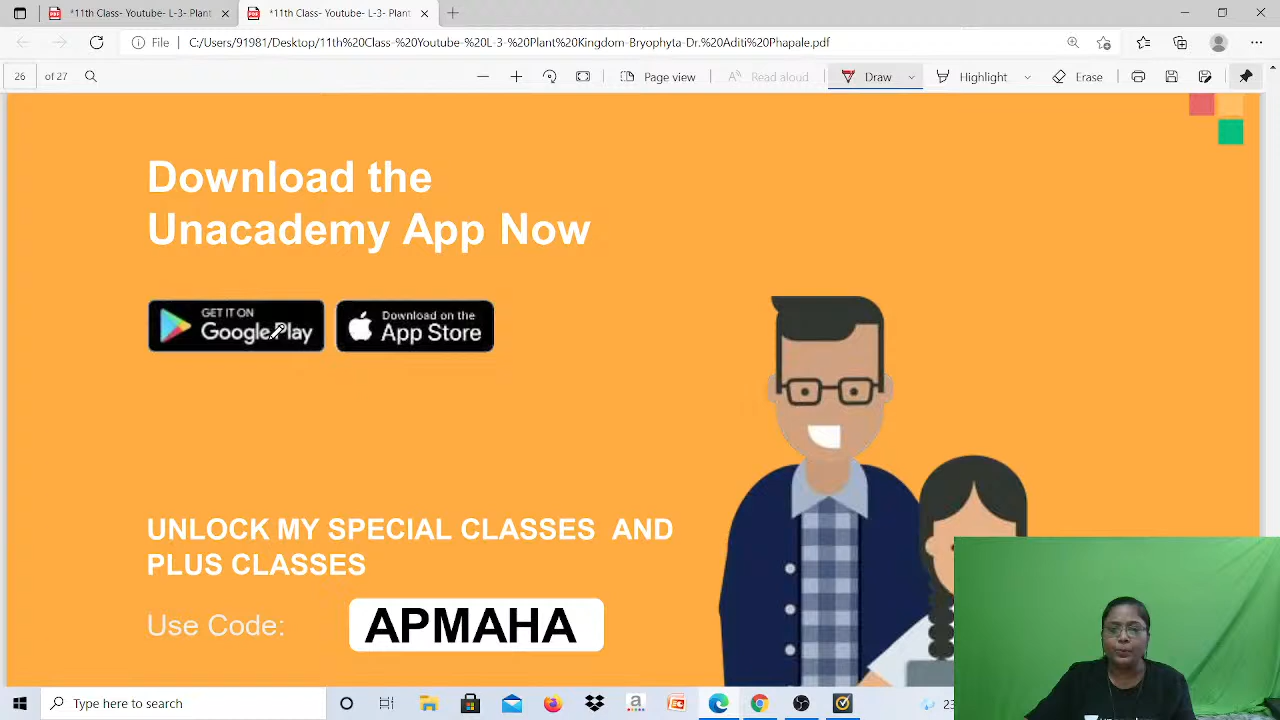 *11th Class- Youtube- L-3- Plant
*11th Class- Youtube- L-3- Plant
File
C:/Users/91981/Desktop/11th%20Class-%20Youtube-%20L-3-%20Plant%20Kingdom-Bryophyta-Dr.%20Aditi%20Phapale.pdf
26 of 27
Page view
Read aloud
Draw
Highlight
Erase
Download the
Unacademy App Now
GET IT ON
Google Play
Download on the
App Store
UNLOCK MY SPECIAL CLASSES AND
PLUS CLASSES
Use Code: APMAHA
Type here to search